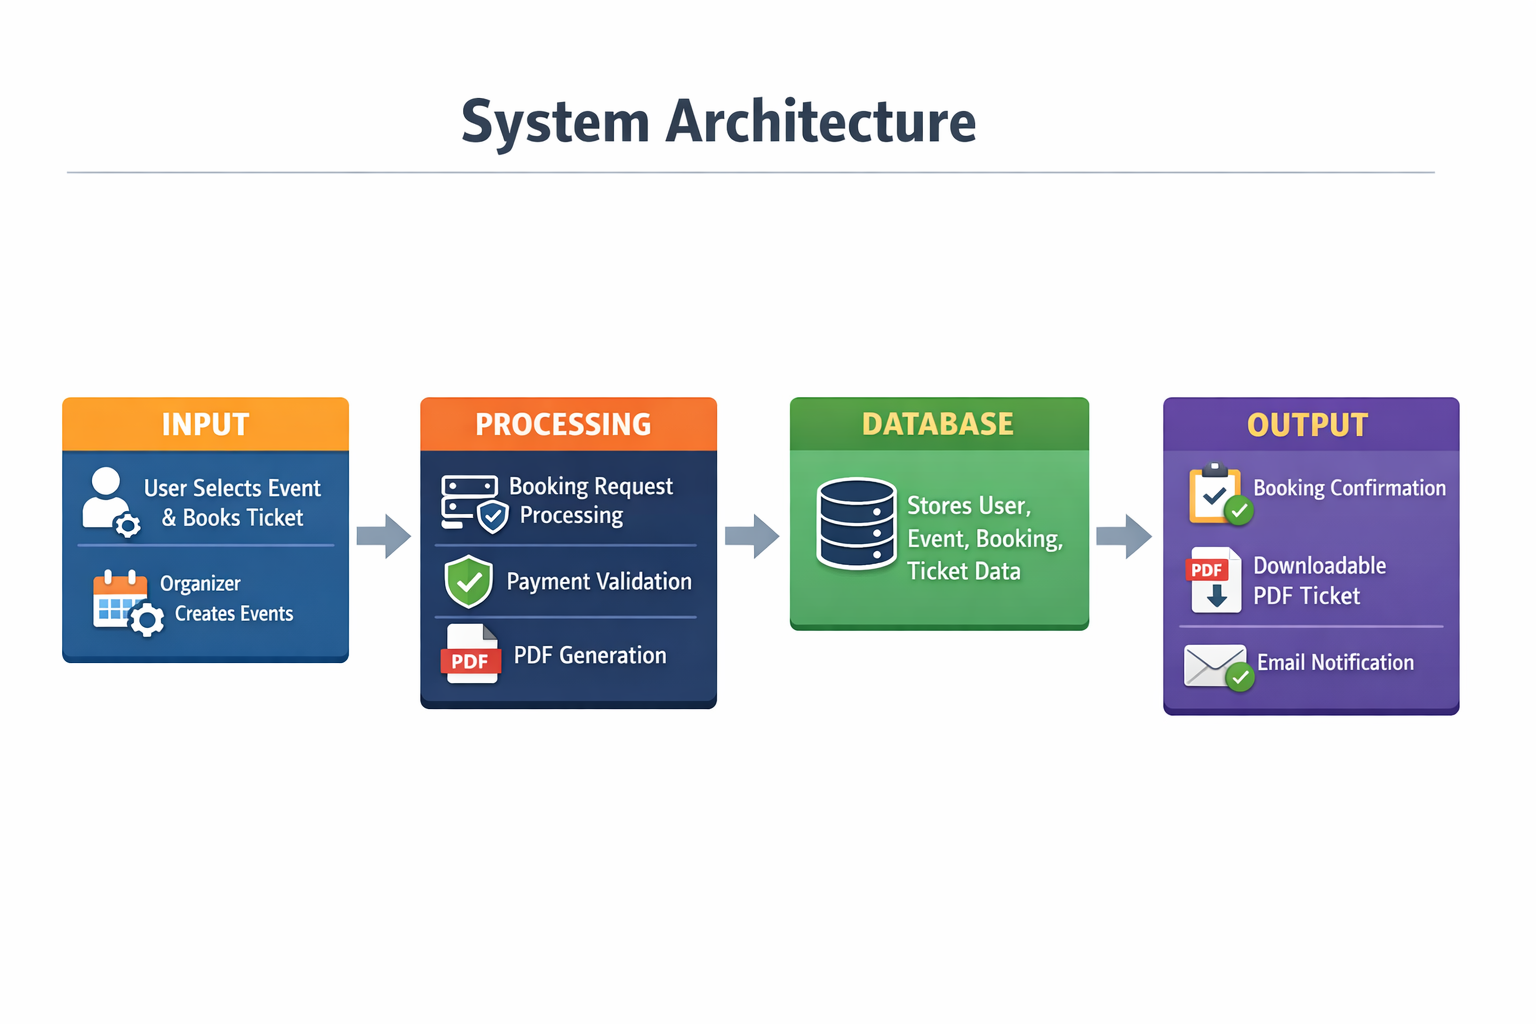 System Architecture
INPUT
User Selects Event
& Books Ticket
Organizer
Creates Events
PROCESSING
Booking Request
Processing
Payment Validation
PDF
PDF Generation
DATABASE
Stores User,
Event, Booking,
Ticket Data
OUTPUT
Booking Confirmation
PDF
Downloadable
PDF Ticket
Email Notification